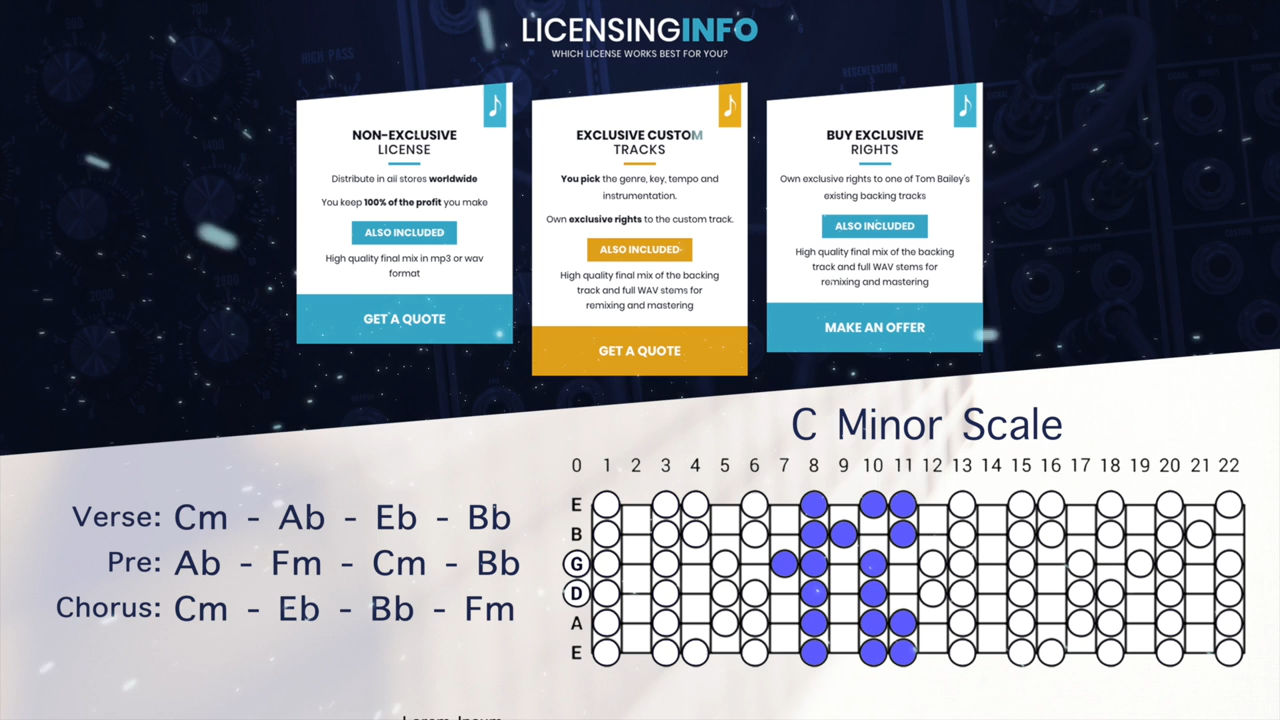 LICENSINGINFO
WHICH LICENSE WORKS BEST FOR YOU?
HIGH PASS
REGENERATION
NON-EXCLUSIVE
LICENSE
Distribute in all stores worldwide
You keep 100% of the profit you make
ALSO INCLUDED
High quality final mix in mp3 or wav
format
GET A QUOTE
EXCLUSIVE CUSTOM
TRACKS
You pick the genre, key, tempo and
instrumentation.
Own exclusive rights to the custom track.
ALSO INCLUDED
High quality final mix of the backing
track and full WAV stems for
remixing and mastering
GET A QUOTE
BUY EXCLUSIVE
RIGHTS
Own exclusive rights to one of Tom Bailey's
existing backing tracks
ALSO INCLUDED
High quality final mix of the backing
track and full WAV stems for
remixing and mastering
MAKE AN OFFER
Verse: Cm - Ab - Eb - Bb
Pre: Ab - Fm - Cm - Bb
Chorus: Cm - Eb - Bb - Fm
C Minor Scale
0 1 2 3 4 5 6 7 8 9 10 11 12 13 14 15 16 17 18 19 20 21 22
E
B
G
D
A
E
Lorem Ipsum